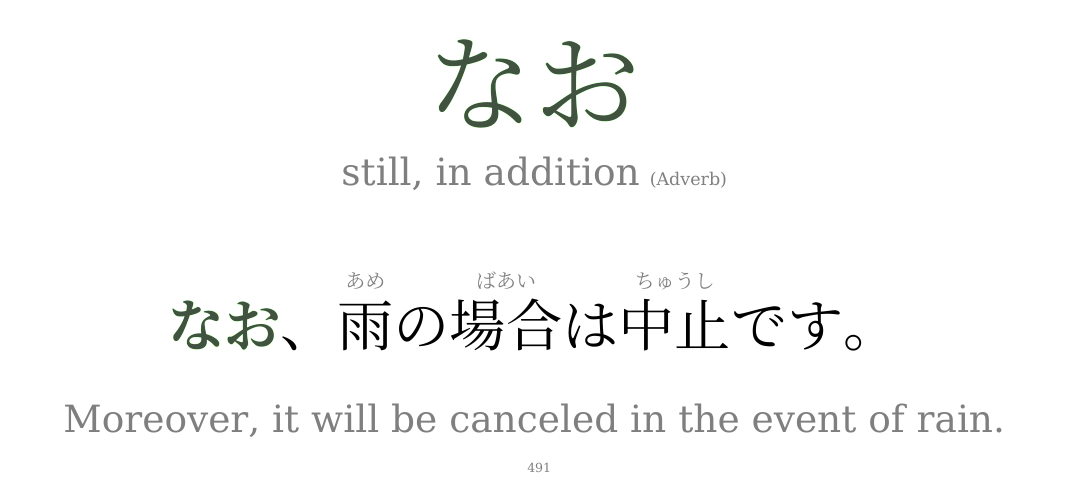 なお
still, in addition (Adverb)
あめ ばあい ちゅうし
なお、雨の場合は中止です。
Moreover, it will be canceled in the event of rain.
491